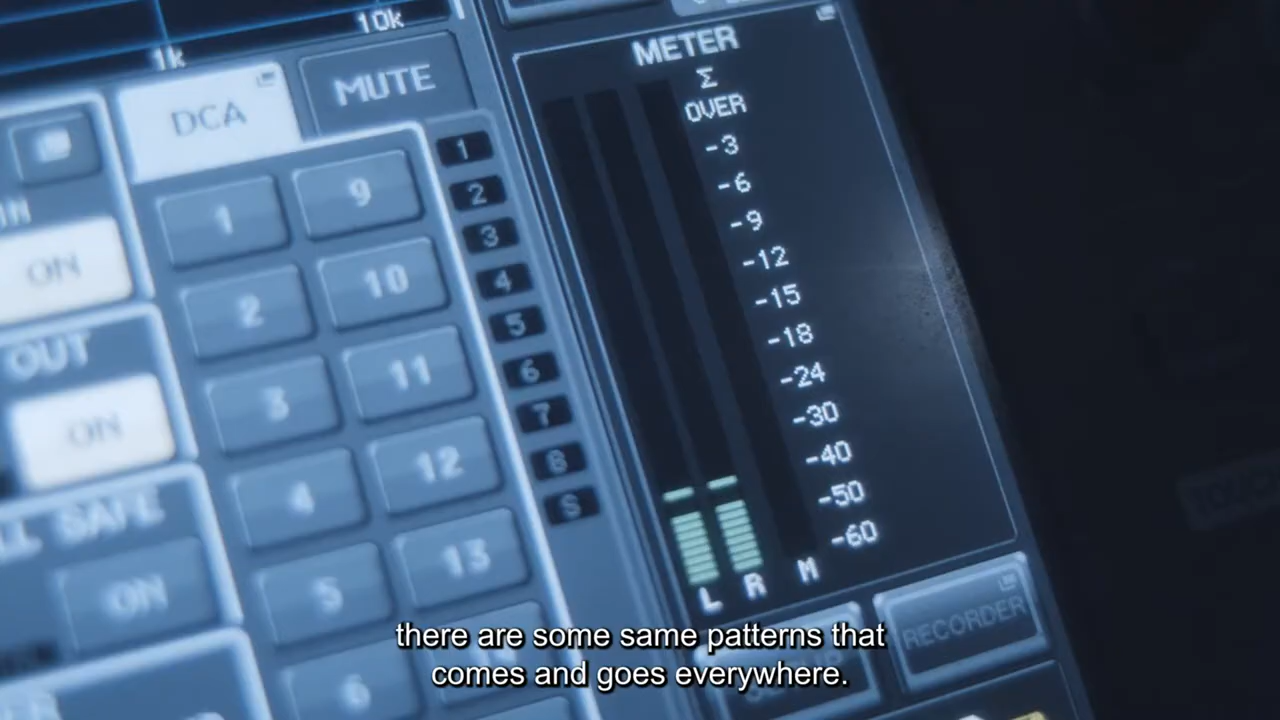 10k
1k
METER
Σ
OVER
-3
-6
-9
-12
-15
-18
-24
-30
-40
-50
-60
L R M
DCA
MUTE
1 9
2 10
3 11
4 12
5 13
6
1
2
3
4
5
6
7
8
S
ON
OUT
ON
SAFE
ON
RECORDER
there are some same patterns that
comes and goes everywhere.